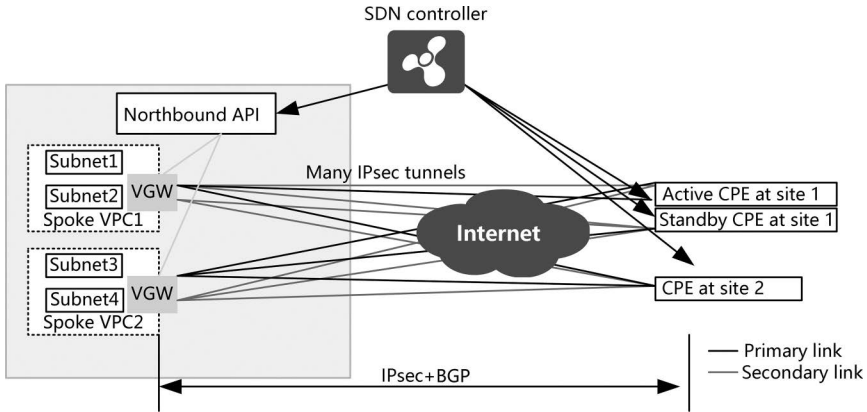 SDN controller
Northbound API
Subnet1
Subnet2
VGW
Spoke VPC1
Many IPsec tunnels
Internet
Active CPE at site 1
Standby CPE at site 1
Subnet3
Subnet4
VGW
Spoke VPC2
CPE at site 2
IPsec+BGP
Primary link
Secondary link